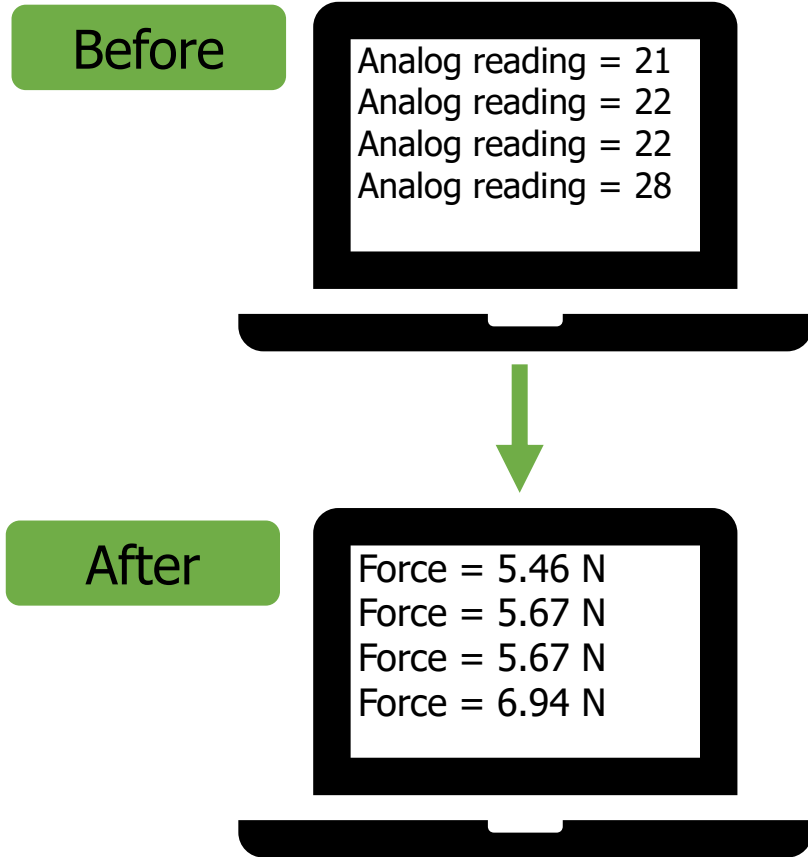 Before
Analog reading = 21
Analog reading = 22
Analog reading = 22
Analog reading = 28
After
Force = 5.46 N
Force = 5.67 N
Force = 5.67 N
Force = 6.94 N